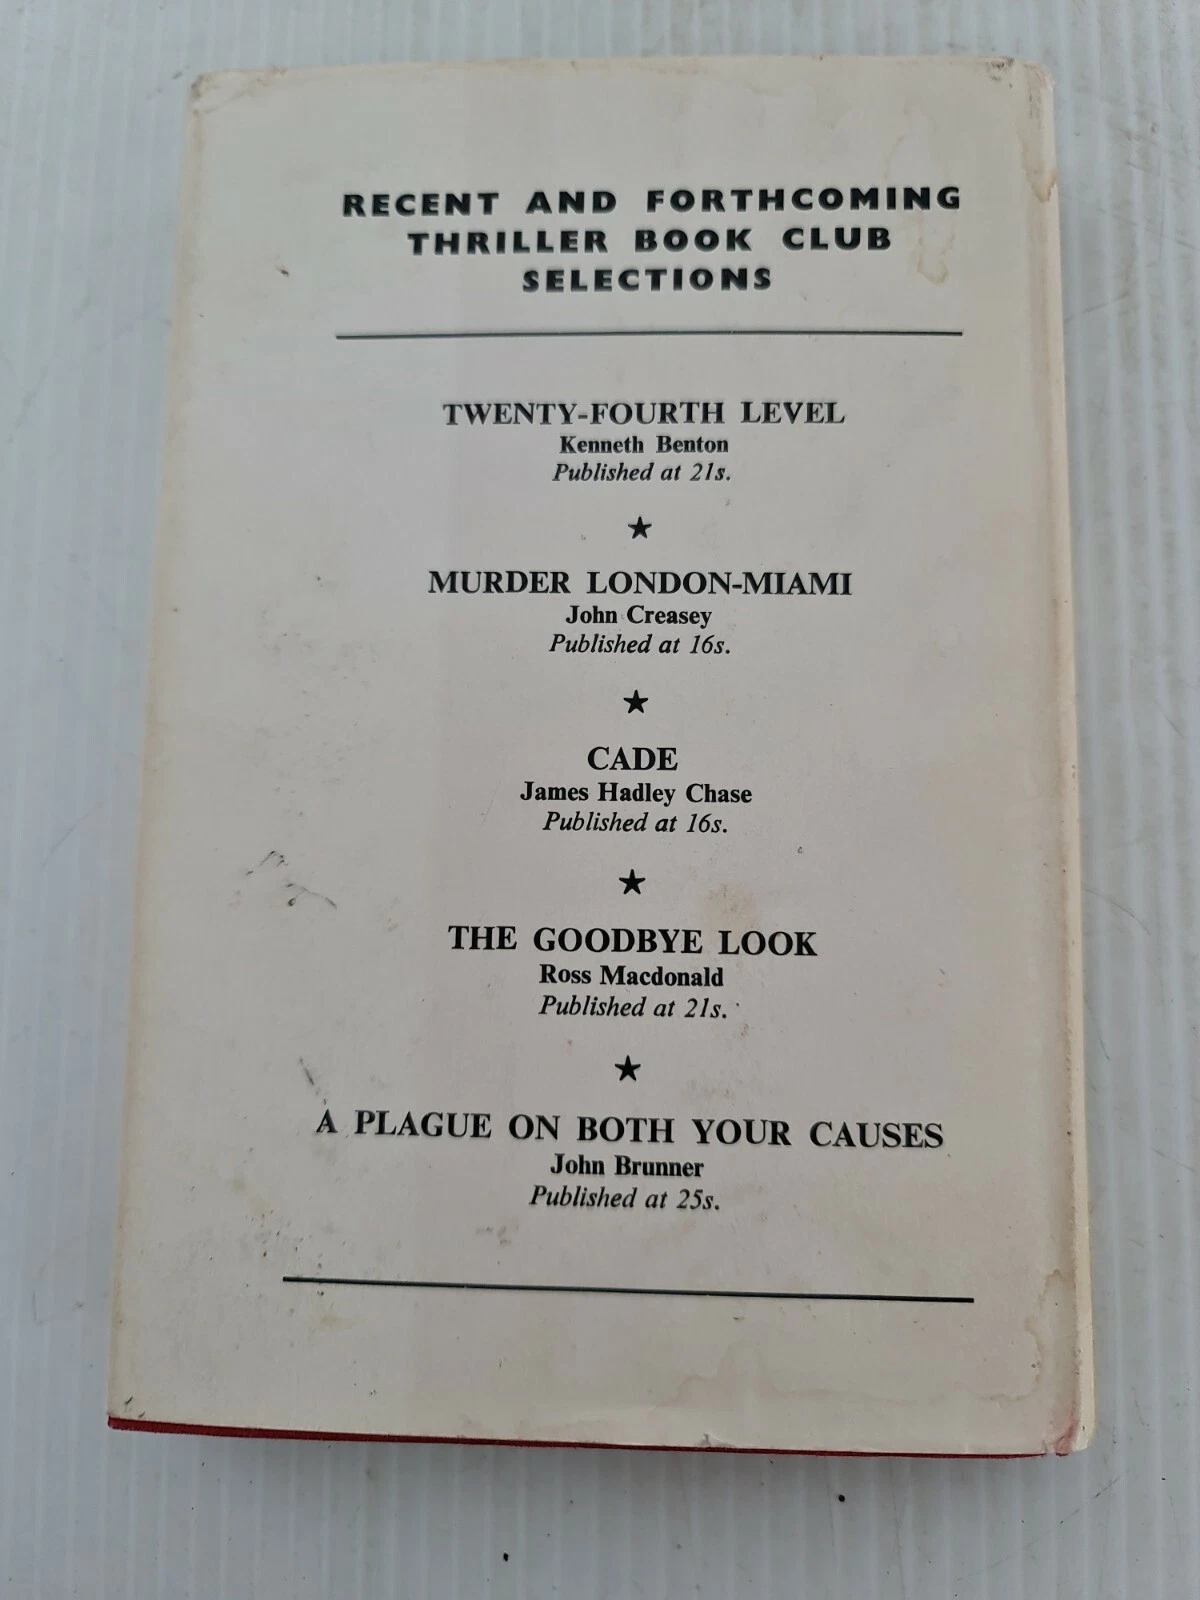 RECENT AND FORTHCOMING
THRILLER BOOK CLUB
SELECTIONS
TWENTY-FOURTH LEVEL
Kenneth Benton
Published at 21s.
★
MURDER LONDON-MIAMI
John Creasey
Published at 16s.
★
CADE
James Hadley Chase
Published at 16s.
★
THE GOODBYE LOOK
Ross Macdonald
Published at 21s.
★
A PLAGUE ON BOTH YOUR CAUSES
John Brunner
Published at 25s.